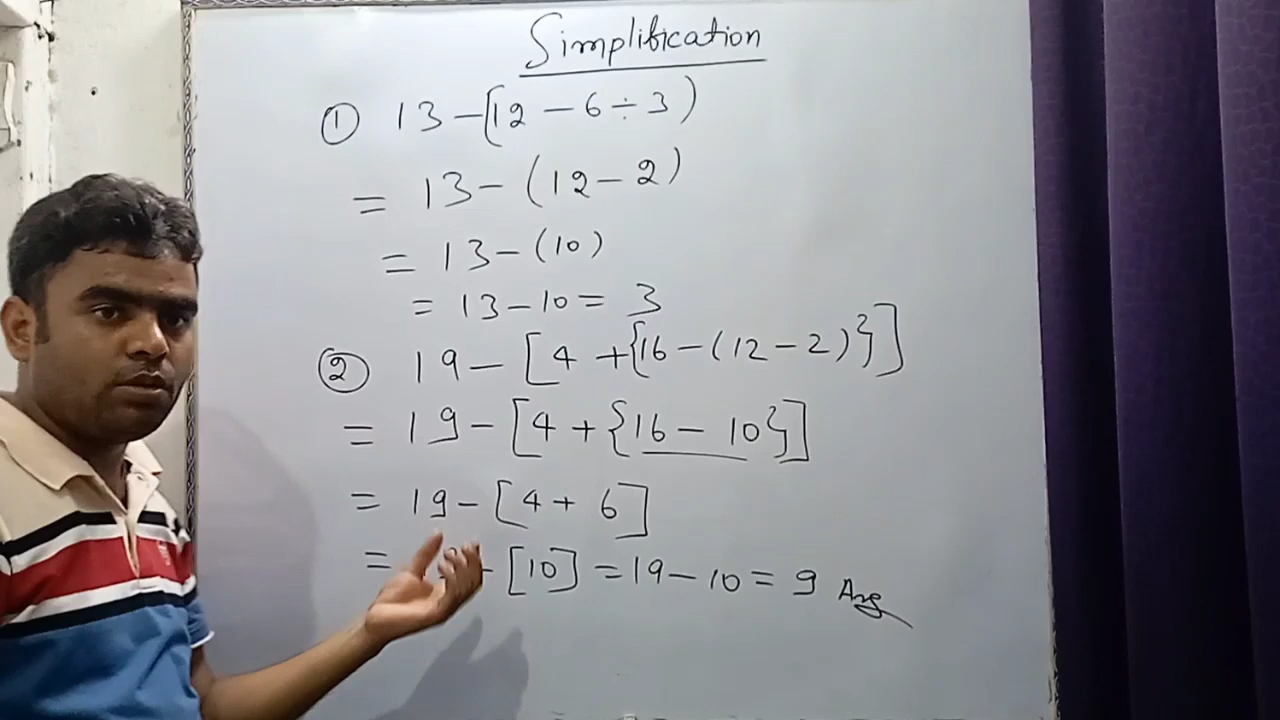 Simplification
① 13-[12-6÷3)
= 13-(12-2)
= 13-(10)
= 13-10= 3
② 19-[4+{16-(12-2)}]
= 19-[4+{16-10}]
= 19-[4+6]
= - [10] =19-10= 9 Ans